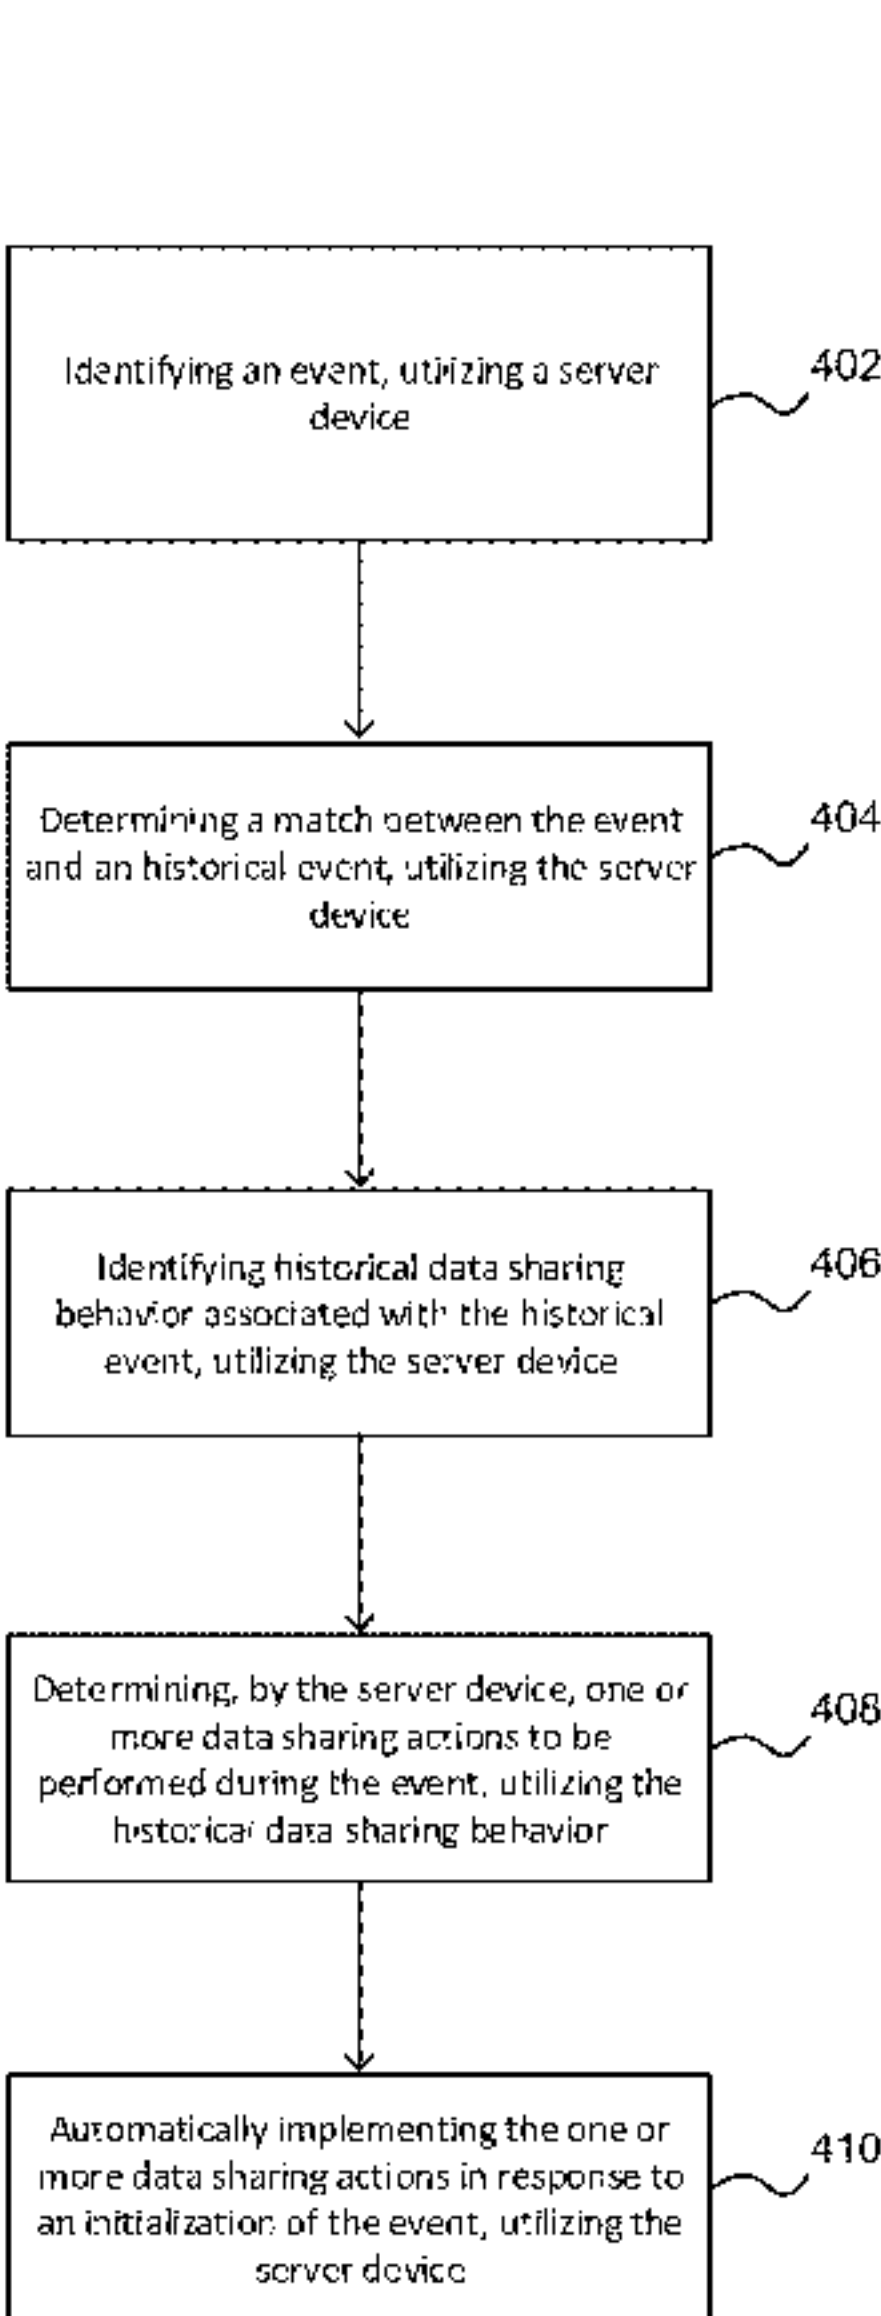 Identifying an event, utilizing a server
device
402
Determining a match between the event
and an historical event, utilizing the server
device
404
Identifying historical data sharing
behavior associated with the historical
event, utilizing the server device
406
Determining, by the server device, one or
more data sharing actions to be
performed during the event, utilizing the
historical data sharing behavior
408
Automatically implementing the one or
more data sharing actions in response to
an initialization of the event, utilizing the
server device
410